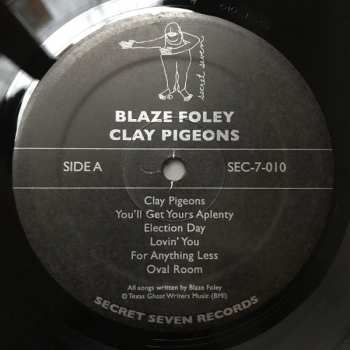 secret seven
BLAZE FOLEY
CLAY PIGEONS
SIDE A
SEC-7-010
Clay Pigeons
You'll Get Yours Aplenty
Election Day
Lovin' You
For Anything Less
Oval Room
All songs written by Blaze Foley
© Texas Ghost Writers Music (BMI)
SECRET SEVEN RECORDS